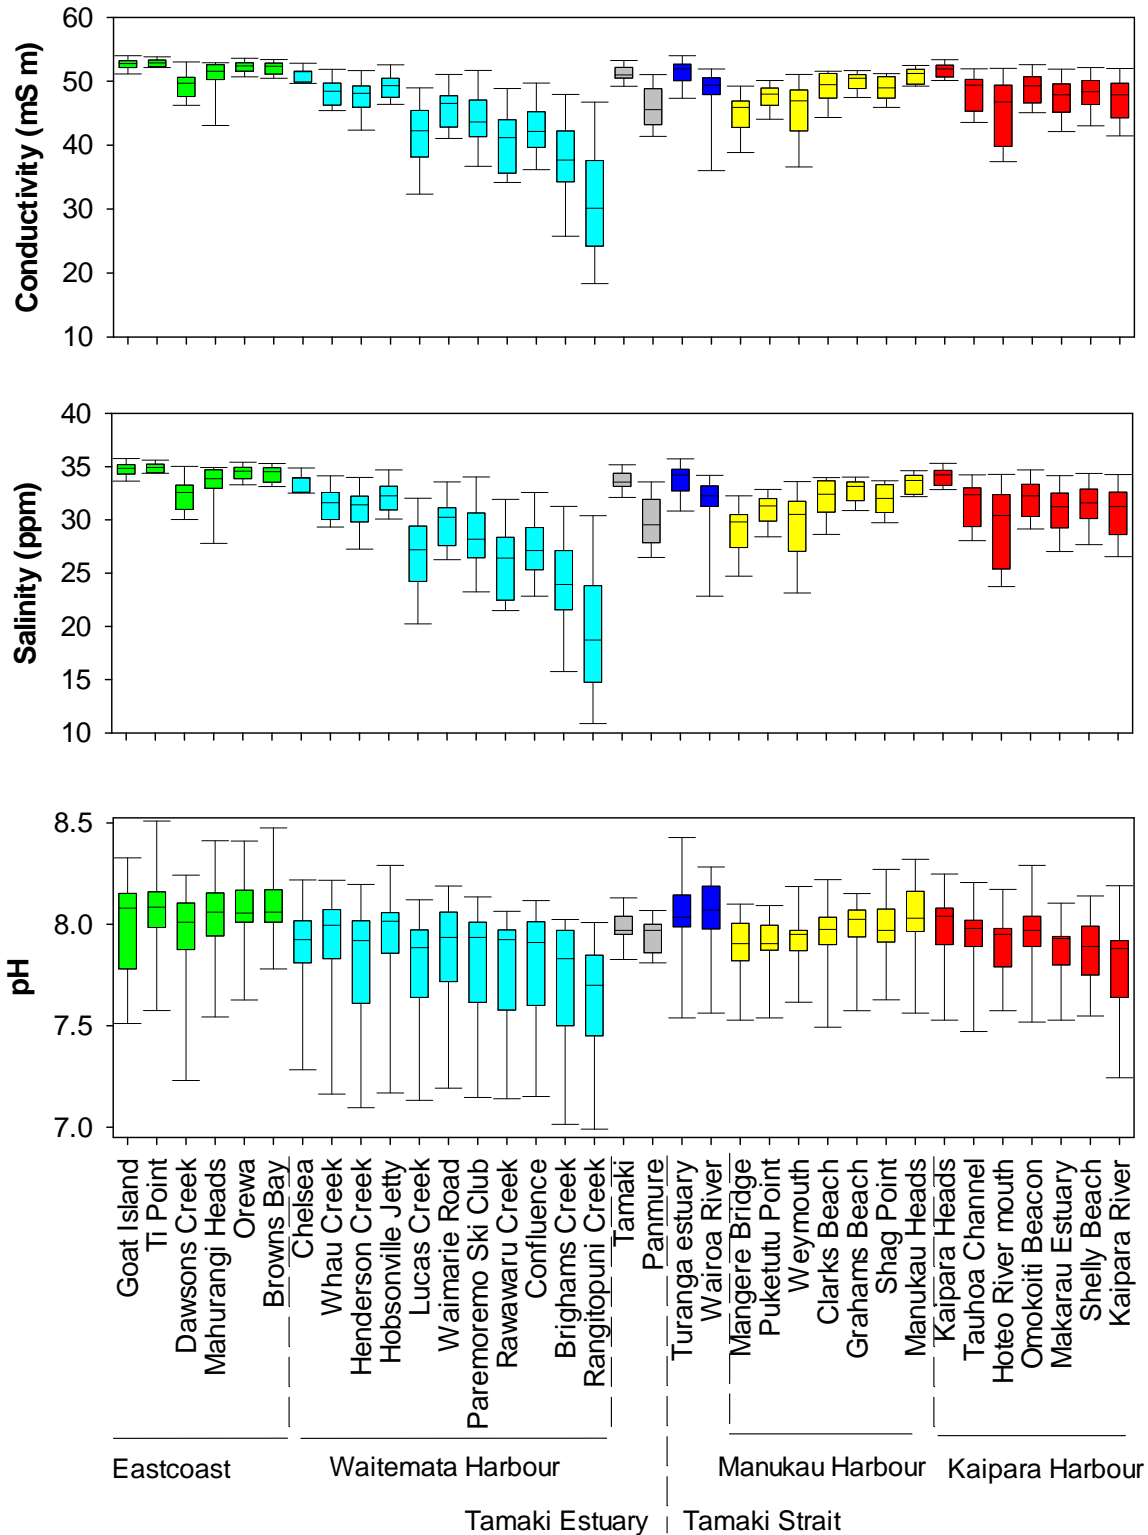 Conductivity (mS m)
60
50
40
30
20
10
Salinity (ppm)
40
35
30
25
20
15
10
pH
8.5
8.0
7.5
7.0
Goat Island
Ti Point
Dawsons Creek
Mahurangi Heads
Orewa
Browns Bay
Chelsea
Whau Creek
Henderson Creek
Hobsonville Jetty
Lucas Creek
Waimarie Road
Paremoremo Ski Club
Rawawaru Creek
Confluence
Brighams Creek
Rangitopuni Creek
Tamaki
Panmure
Turanga estuary
Wairoa River
Mangere Bridge
Puketutu Point
Weymouth
Clarks Beach
Grahams Beach
Shag Point
Manukau Heads
Kaipara Heads
Tauhoa Channel
Hoteo River mouth
Omokoiti Beacon
Makarau Estuary
Shelly Beach
Kaipara River
Eastcoast
Waitemata Harbour
Manukau Harbour
Kaipara Harbour
Tamaki Estuary
Tamaki Strait